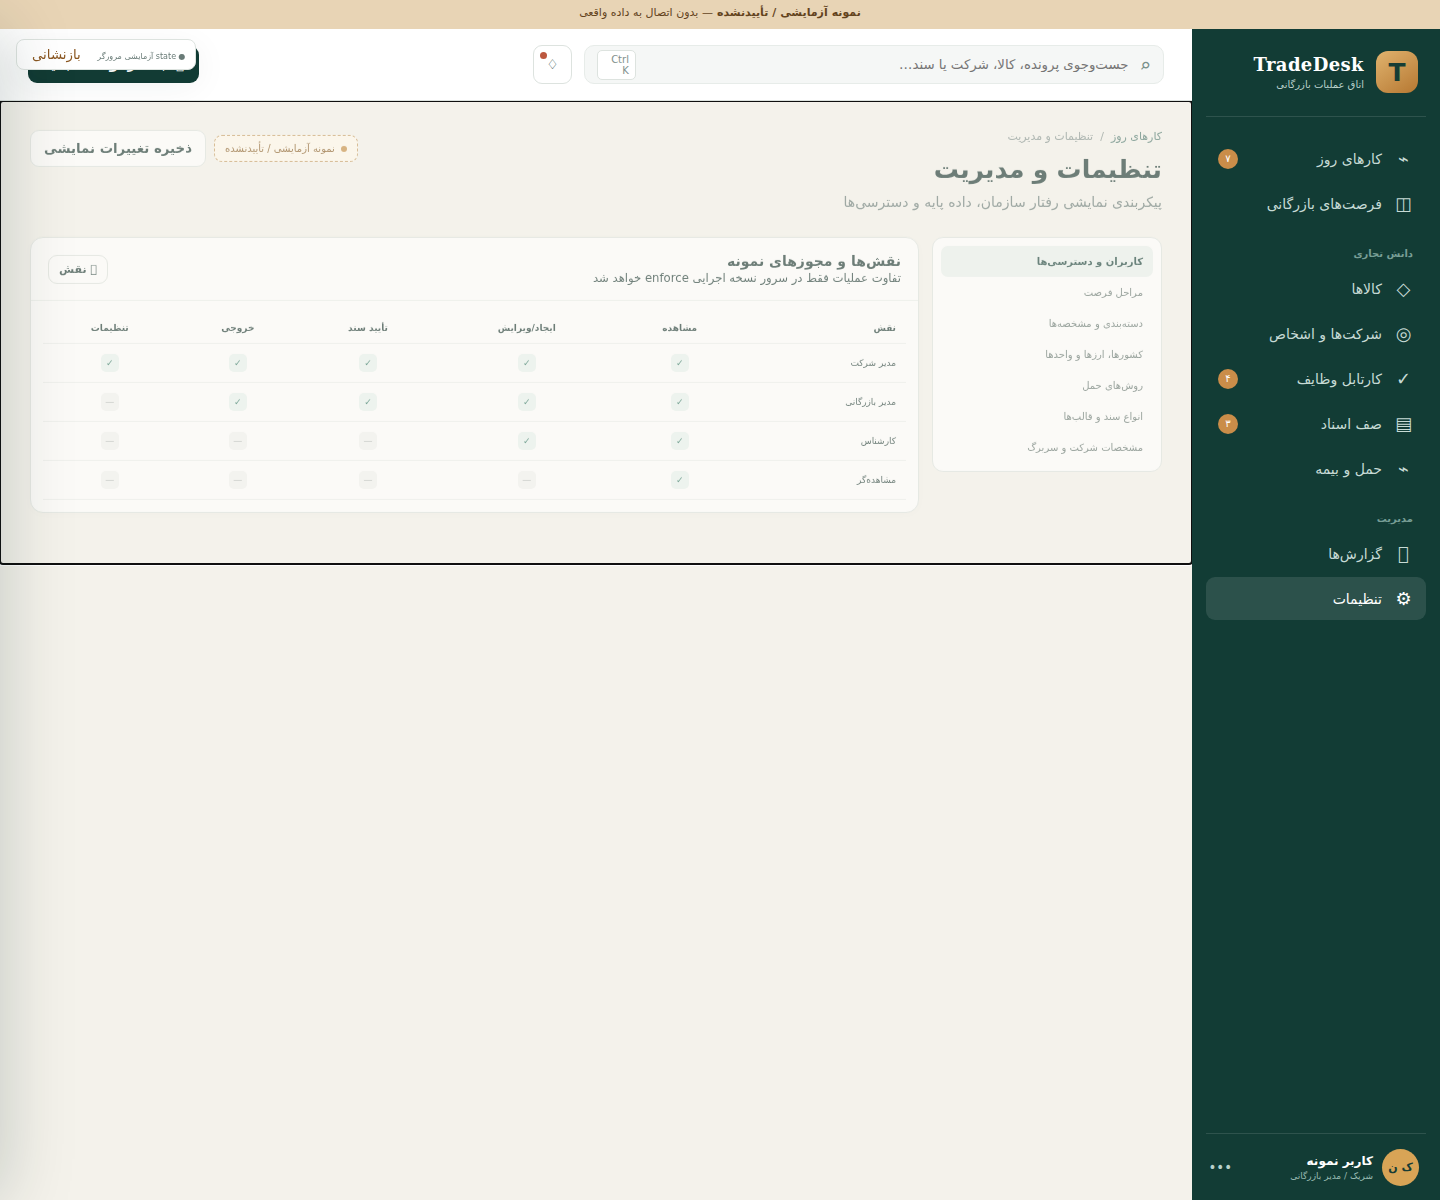 نمونه آزمایشی / تأییدنشده — بدون اتصال به داده واقعی
TradeDesk
اتاق عملیات بازرگانی
T
کارهای روز
۷
فرصت‌های بازرگانی
دانش تجاری
کالاها
شرکت‌ها و اشخاص
کارتابل وظایف
۴
صف اسناد
۳
حمل و بیمه
مدیریت
گزارش‌ها
تنظیمات
ک ن
کاربر نمونه
شریک / مدیر بازرگانی
جست‌وجوی پرونده، کالا، شرکت یا سند...
Ctrl K
state آزمایشی مرورگر
بازنشانی
کارهای روز / تنظیمات و مدیریت
تنظیمات و مدیریت
پیکربندی نمایشی رفتار سازمان، داده پایه و دسترسی‌ها
نمونه آزمایشی / تأییدنشده
ذخیره تغییرات نمایشی
کاربران و دسترسی‌ها
مراحل فرصت
دسته‌بندی و مشخصه‌ها
کشورها، ارزها و واحدها
روش‌های حمل
انواع سند و قالب‌ها
مشخصات شرکت و سربرگ
نقش‌ها و مجوزهای نمونه
تفاوت عملیات فقط در سرور نسخه اجرایی enforce خواهد شد
نقش
نقش مشاهده ایجاد/ویرایش تأیید سند خروجی تنظیمات
مدیر شرکت ✓ ✓ ✓ ✓ ✓
مدیر بازرگانی ✓ ✓ ✓ ✓ —
کارشناس ✓ ✓ — — —
مشاهده‌گر ✓ — — — —